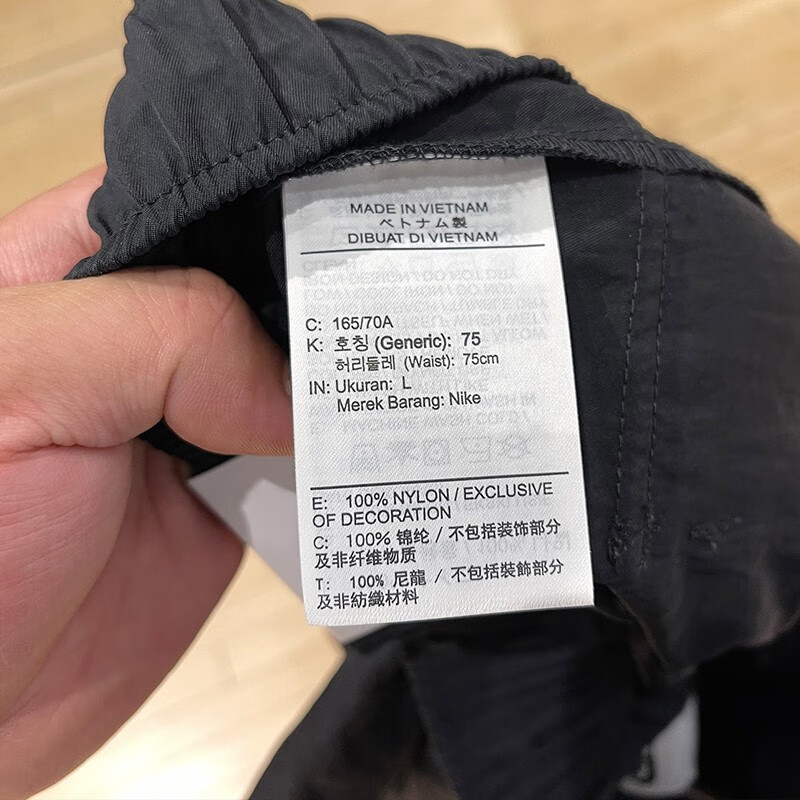 MADE IN VIETNAM
ベトナム製
DIBUAT DI VIETNAM
C: 165/70A
K: 호칭 (Generic): 75
허리둘레 (Waist): 75cm
IN: Ukuran: L
Merek Barang: Nike
E: 100% NYLON / EXCLUSIVE
OF DECORATION
C: 100% 锦纶 / 不包括装饰部分
及非纤维物质
T: 100% 尼龍 / 不包括裝飾部分
及非紡織材料